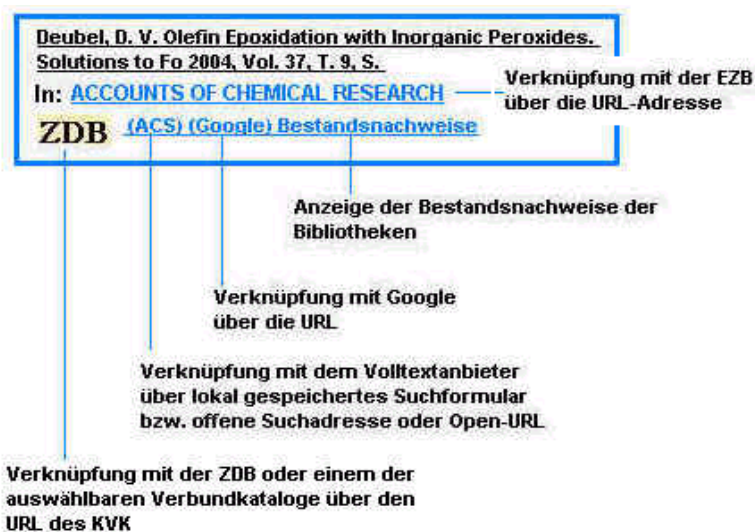 Deubel, D. V. Olefin Epoxidation with Inorganic Peroxides.
Solutions to Fo 2004, Vol. 37, T. 9, S.
In: ACCOUNTS OF CHEMICAL RESEARCH
ZDB (ACS) (Google) Bestandsnachweise
Verknüpfung mit der EZB
über die URL-Adresse
Anzeige der Bestandsnachweise der
Bibliotheken
Verknüpfung mit Google
über die URL
Verknüpfung mit dem Volltextanbieter
über lokal gespeichertes Suchformular
bzw. offene Suchadresse oder Open-URL
Verknüpfung mit der ZDB oder einem der
auswählbaren Verbundkataloge über den
URL des KVK